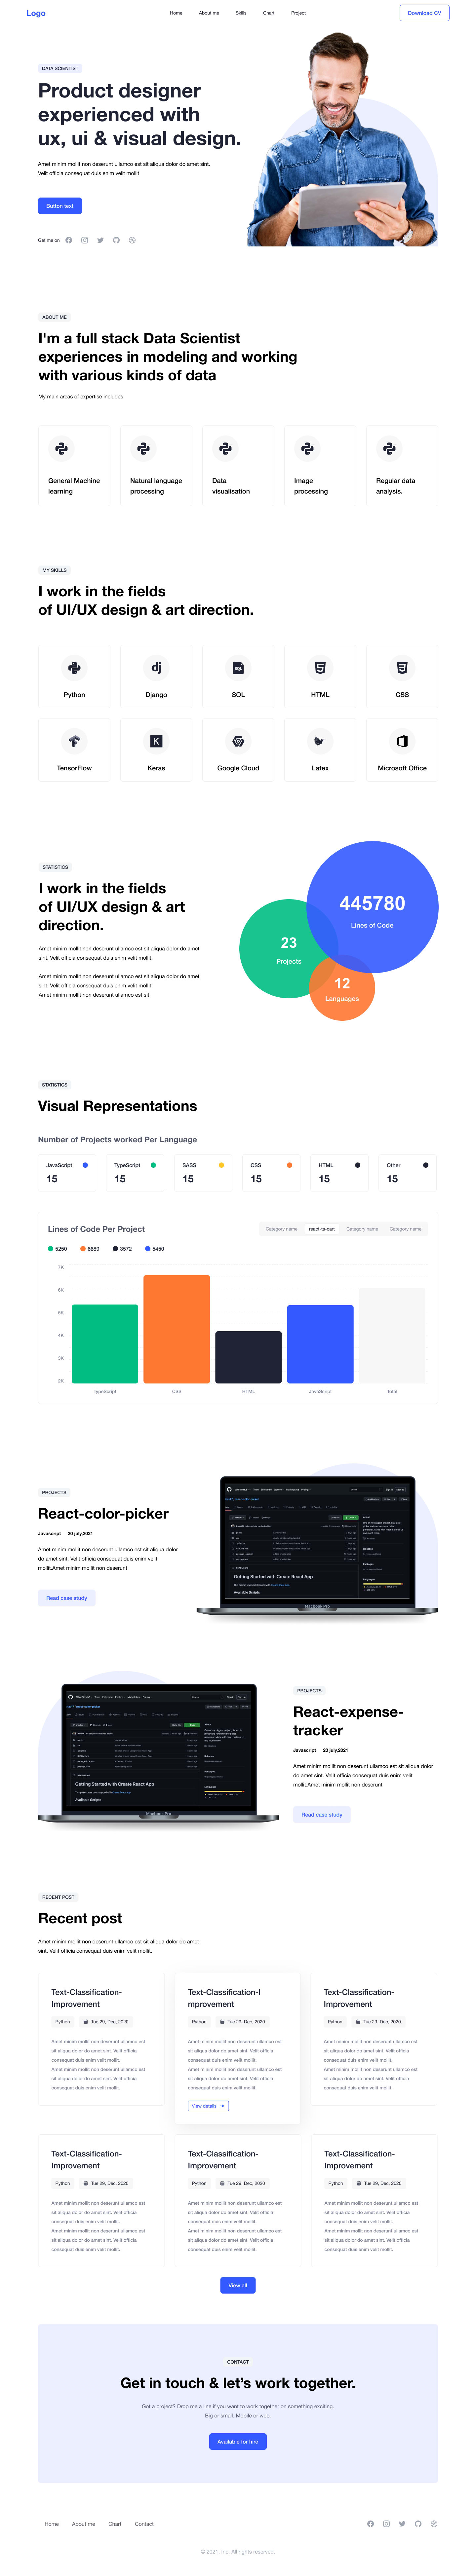 Logo
Home
About me
Skills
Chart
Project
Download CV
DATA SCIENTIST
Product designer
experienced with
ux, ui & visual design.
Amet minim mollit non deserunt ullamco est sit aliqua dolor do amet sint.
Velit officia consequat duis enim velit mollit
Button text
Get me on
ABOUT ME
I'm a full stack Data Scientist
experiences in modeling and working
with various kinds of data
My main areas of expertise includes:
General Machine
learning
Natural language
processing
Data
visualisation
Image
processing
Regular data
analysis.
MY SKILLS
I work in the fields
of UI/UX design & art direction.
Python
dj
Django
SQL
SQL
HTML
CSS
TensorFlow
K
Keras
Google Cloud
Latex
Microsoft Office
STATISTICS
I work in the fields
of UI/UX design & art
direction.
Amet minim mollit non deserunt ullamco est sit aliqua dolor do amet
sint. Velit officia consequat duis enim velit mollit.
Amet minim mollit non deserunt ullamco est sit aliqua dolor do amet
sint. Velit officia consequat duis enim velit mollit.
Amet minim mollit non deserunt ullamco est sit
445780
Lines of Code
23
Projects
12
Languages
STATISTICS
Visual Representations
Number of Projects worked Per Language
JavaScript
15
TypeScript
15
SASS
15
CSS
15
HTML
15
Other
15
Lines of Code Per Project
Category name
react-to-cart
Category name
Category name
5250
6689
3572
5450
7K
6K
5K
4K
3K
2K
TypeScript
CSS
HTML
JavaScript
Total
PROJECTS
React-color-picker
Javascript 20 july,2021
Amet minim mollit non deserunt ullamco est sit aliqua dolor
do amet sint. Velit officia consequat duis enim velit
mollit.Amet minim mollit non deserunt
Read case study
Getting Started with Create React App
Available Scripts
Macbook Pro
Getting Started with Create React App
Available Scripts
Macbook Pro
PROJECTS
React-expense-
tracker
Javascript 20 july,2021
Amet minim mollit non deserunt ullamco est sit aliqua dolor
do amet sint. Velit officia consequat duis enim velit
mollit.Amet minim mollit non deserunt
Read case study
RECENT POST
Recent post
Amet minim mollit non deserunt ullamco est sit aliqua dolor do amet
sint. Velit officia consequat duis enim velit mollit.
Text-Classification-
Improvement
Python
Tue 29, Dec, 2020
Amet minim mollit non deserunt ullamco est
sit aliqua dolor do amet sint. Velit officia
consequat duis enim velit mollit.
Amet minim mollit non deserunt ullamco est
sit aliqua dolor do amet sint. Velit officia
consequat duis enim velit mollit.
Text-Classification-I
mprovement
Python
Tue 29, Dec, 2020
Amet minim mollit non deserunt ullamco est
sit aliqua dolor do amet sint. Velit officia
consequat duis enim velit mollit.
Amet minim mollit non deserunt ullamco est
sit aliqua dolor do amet sint. Velit officia
consequat duis enim velit mollit.
View details
Text-Classification-
Improvement
Python
Tue 29, Dec, 2020
Amet minim mollit non deserunt ullamco est
sit aliqua dolor do amet sint. Velit officia
consequat duis enim velit mollit.
Amet minim mollit non deserunt ullamco est
sit aliqua dolor do amet sint. Velit officia
consequat duis enim velit mollit.
Text-Classification-
Improvement
Python
Tue 29, Dec, 2020
Amet minim mollit non deserunt ullamco est
sit aliqua dolor do amet sint. Velit officia
consequat duis enim velit mollit.
Amet minim mollit non deserunt ullamco est
sit aliqua dolor do amet sint. Velit officia
consequat duis enim velit mollit.
Text-Classification-
Improvement
Python
Tue 29, Dec, 2020
Amet minim mollit non deserunt ullamco est
sit aliqua dolor do amet sint. Velit officia
consequat duis enim velit mollit.
Amet minim mollit non deserunt ullamco est
sit aliqua dolor do amet sint. Velit officia
consequat duis enim velit mollit.
Text-Classification-
Improvement
Python
Tue 29, Dec, 2020
Amet minim mollit non deserunt ullamco est
sit aliqua dolor do amet sint. Velit officia
consequat duis enim velit mollit.
Amet minim mollit non deserunt ullamco est
sit aliqua dolor do amet sint. Velit officia
consequat duis enim velit mollit.
View all
CONTACT
Get in touch & let’s work together.
Got a project? Drop me a line if you want to work together on something exciting.
Big or small. Mobile or web.
Available for hire
Home
About me
Chart
Contact
© 2021, Inc. All rights reserved.